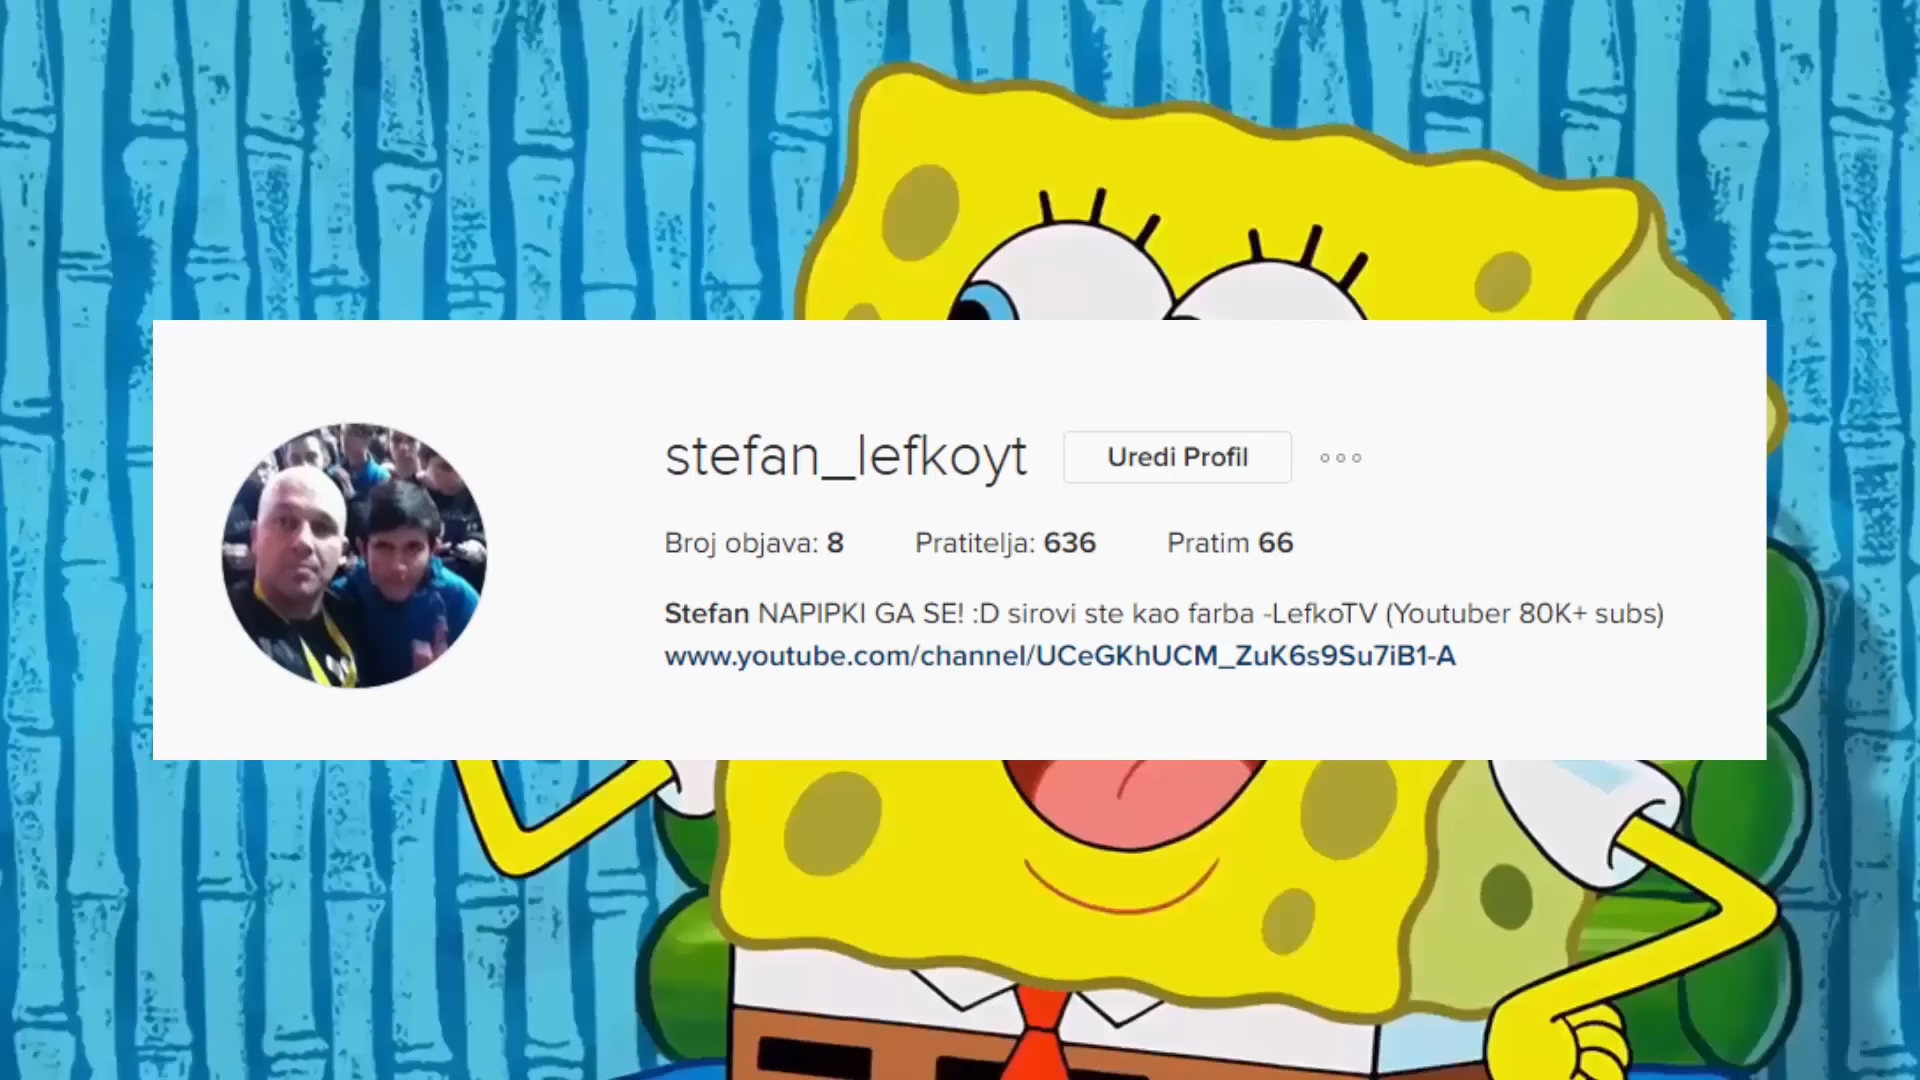 stefan_lefkoyt Uredi Profil
Broj objava: 8 Pratitelja: 636 Pratim 66
Stefan NAPIPKI GA SE! :D sirovi ste kao farba -LefkoTV (Youtuber 80K+ subs)
www.youtube.com/channel/UCeGKhUCM_ZuK6s9Su7iB1-A